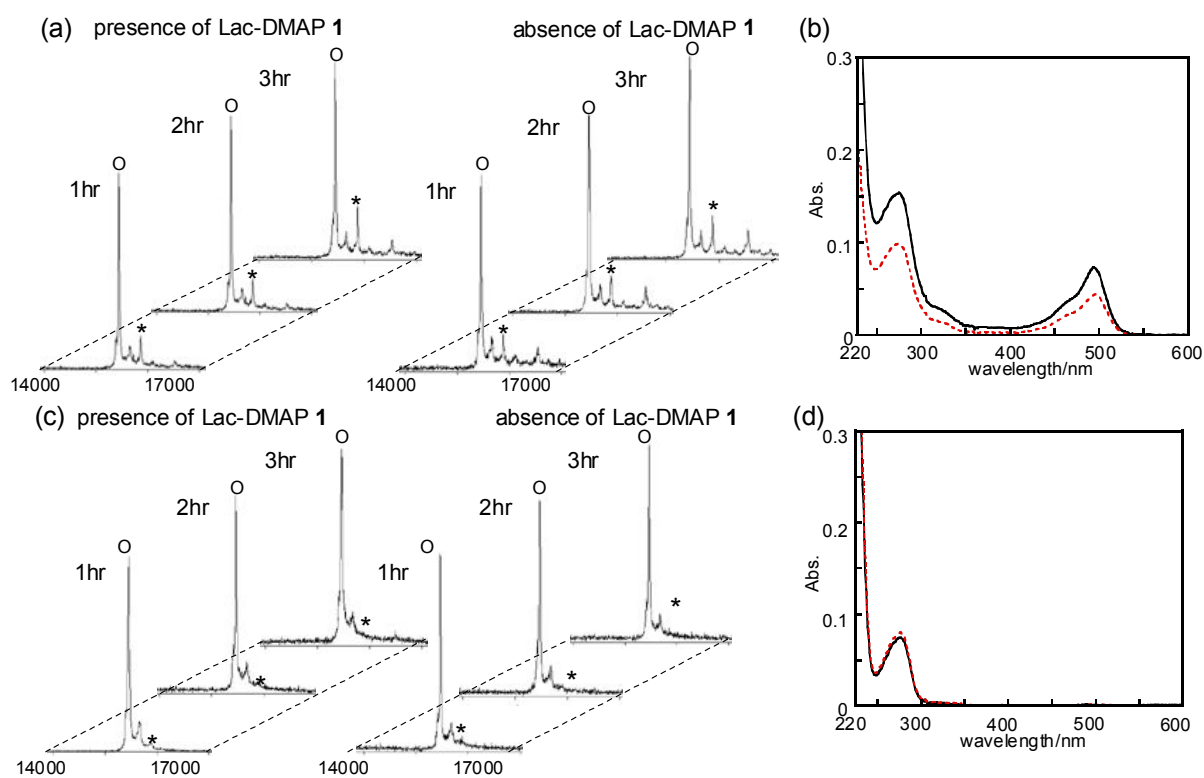 (a) presence of Lac-DMAP 1
absence of Lac-DMAP 1
O
3hr
O
2hr
*
O
1hr
*
*
14000 17000
O
3hr
O
2hr
*
O
1hr
*
*
14000 17000
(b)
0.3
0.2
Abs.
0.1
0
220 300 400 500 600
wavelength/nm
(c) presence of Lac-DMAP 1
absence of Lac-DMAP 1
O
3hr
O
2hr
*
O
1hr
*
*
14000 17000
O
3hr
O
2hr
*
O
1hr
*
*
14000 17000
(d)
0.3
0.2
Abs.
0.1
0
220 300 400 500 600
wavelength/nm